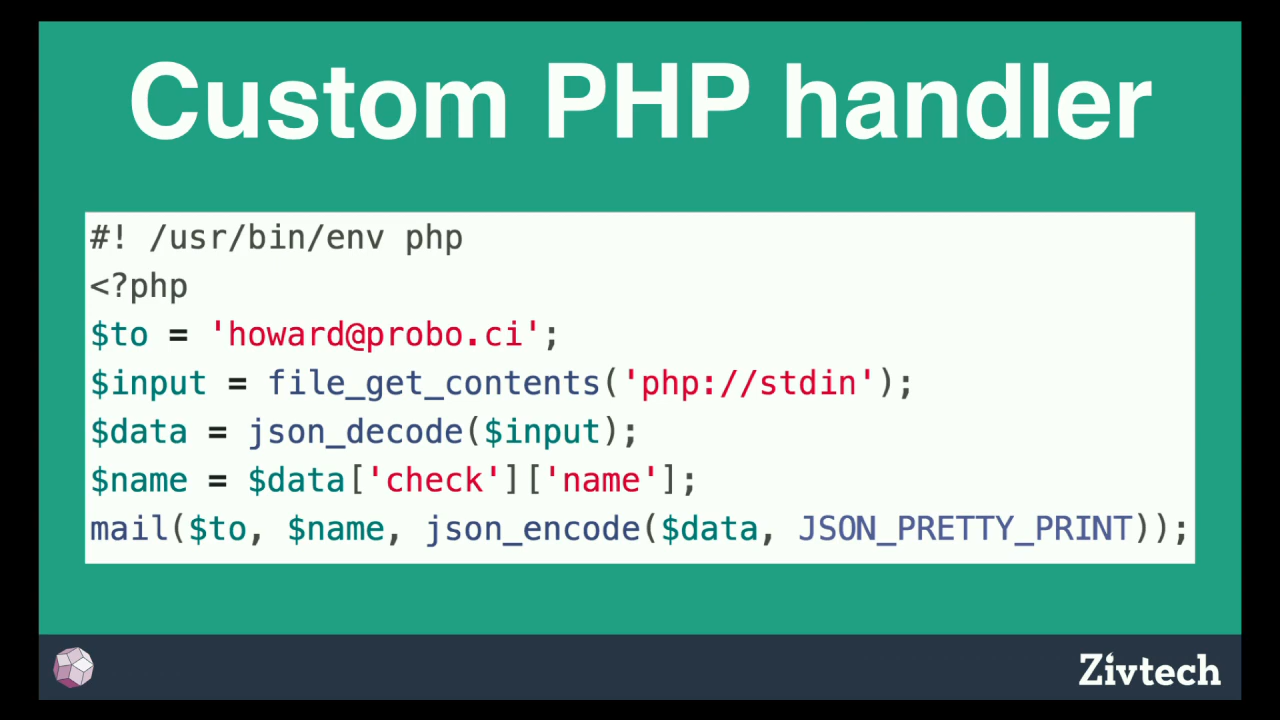 Custom PHP handler
#! /usr/bin/env php
<?php
$to = 'howard@probo.ci';
$input = file_get_contents('php://stdin');
$data = json_decode($input);
$name = $data['check']['name'];
mail($to, $name, json_encode($data, JSON_PRETTY_PRINT));
Zivtech